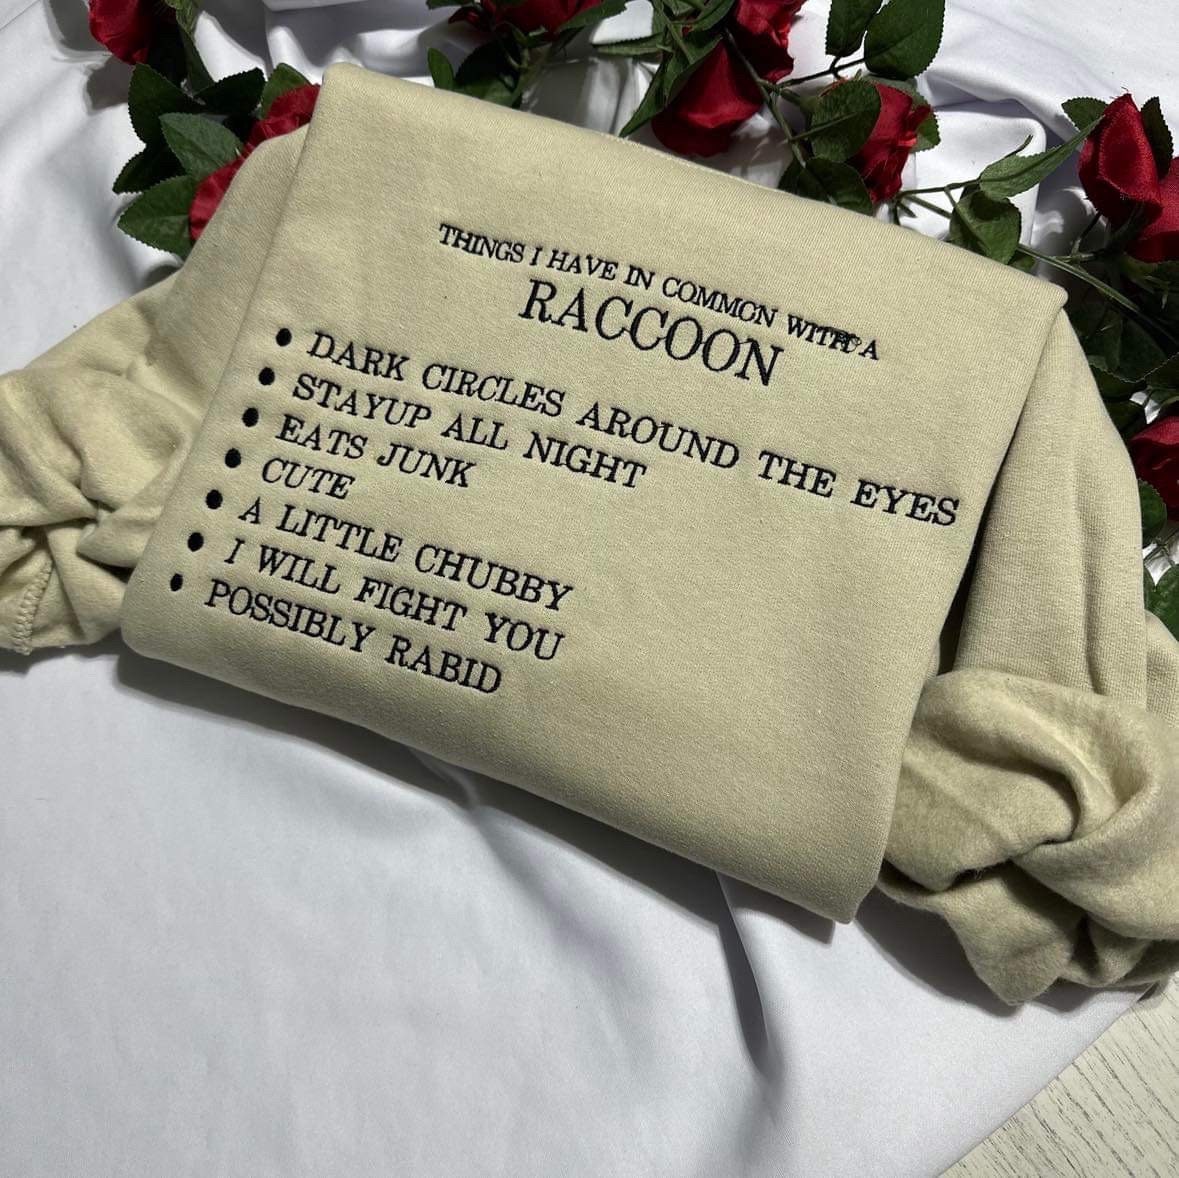 THINGS I HAVE IN COMMON WITH A
RACCOON
• DARK CIRCLES AROUND THE EYES
• STAYUP ALL NIGHT
• EATS JUNK
• CUTE
• A LITTLE CHUBBY
• I WILL FIGHT YOU
• POSSIBLY RABID